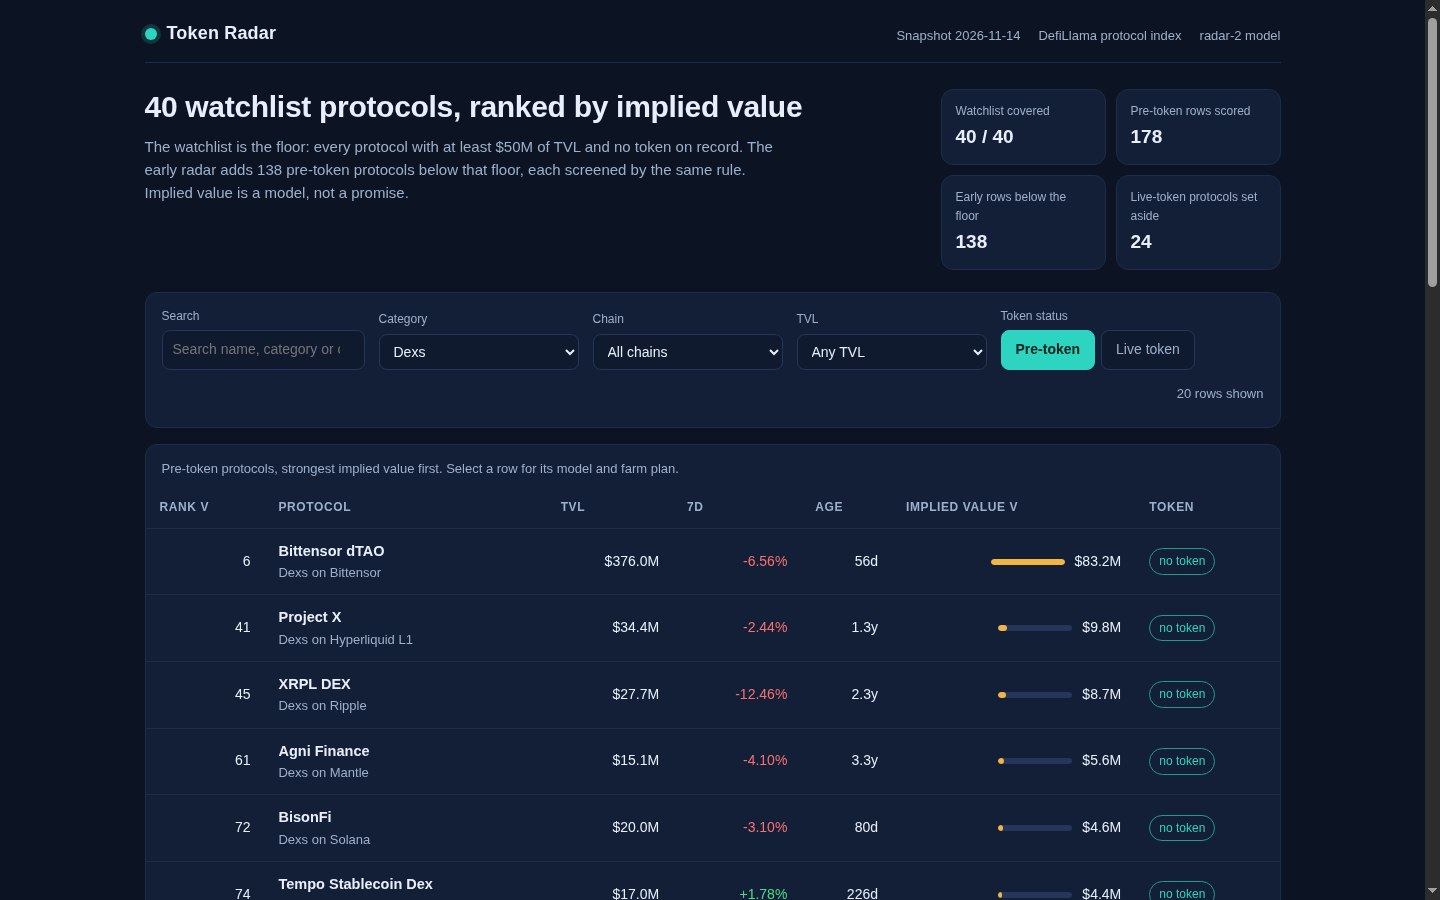 Token Radar
Snapshot 2026-11-14 DefiLlama protocol index radar-2 model
40 watchlist protocols, ranked by implied value
The watchlist is the floor: every protocol with at least $50M of TVL and no token on record. The
early radar adds 138 pre-token protocols below that floor, each screened by the same rule.
Implied value is a model, not a promise.
Watchlist covered
40 / 40
Pre-token rows scored
178
Early rows below the
floor
138
Live-token protocols set
aside
24
Search
Search name, category or c
Category
Dexs
Chain
All chains
TVL
Any TVL
Token status
Pre-token Live token
20 rows shown
Pre-token protocols, strongest implied value first. Select a row for its model and farm plan.
RANK V PROTOCOL TVL 7D AGE IMPLIED VALUE V TOKEN
6 Bittensor dTAO $376.0M -6.56% 56d $83.2M no token
Dexs on Bittensor
41 Project X $34.4M -2.44% 1.3y $9.8M no token
Dexs on Hyperliquid L1
45 XRPL DEX $27.7M -12.46% 2.3y $8.7M no token
Dexs on Ripple
61 Agni Finance $15.1M -4.10% 3.3y $5.6M no token
Dexs on Mantle
72 BisonFi $20.0M -3.10% 80d $4.6M no token
Dexs on Solana
74 Tempo Stablecoin Dex $17.0M +1.78% 226d $4.4M no token